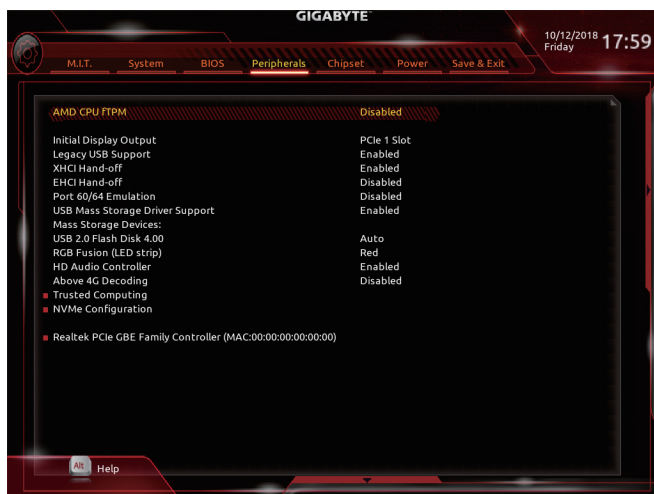 GIGABYTE™
10/12/2018
Friday
17:59
M.I.T. System BIOS Peripherals Chipset Power Save & Exit
AMD CPU fTPM Disabled
Initial Display Output PCIe 1 Slot
Legacy USB Support Enabled
XHCI Hand-off Enabled
EHCI Hand-off Disabled
Port 60/64 Emulation Disabled
USB Mass Storage Driver Support Enabled
Mass Storage Devices:
USB 2.0 Flash Disk 4.00 Auto
RGB Fusion (LED strip) Red
HD Audio Controller Enabled
Above 4G Decoding Disabled
Trusted Computing
NVMe Configuration
Realtek PCIe GBE Family Controller (MAC:00:00:00:00:00:00)
Alt Help